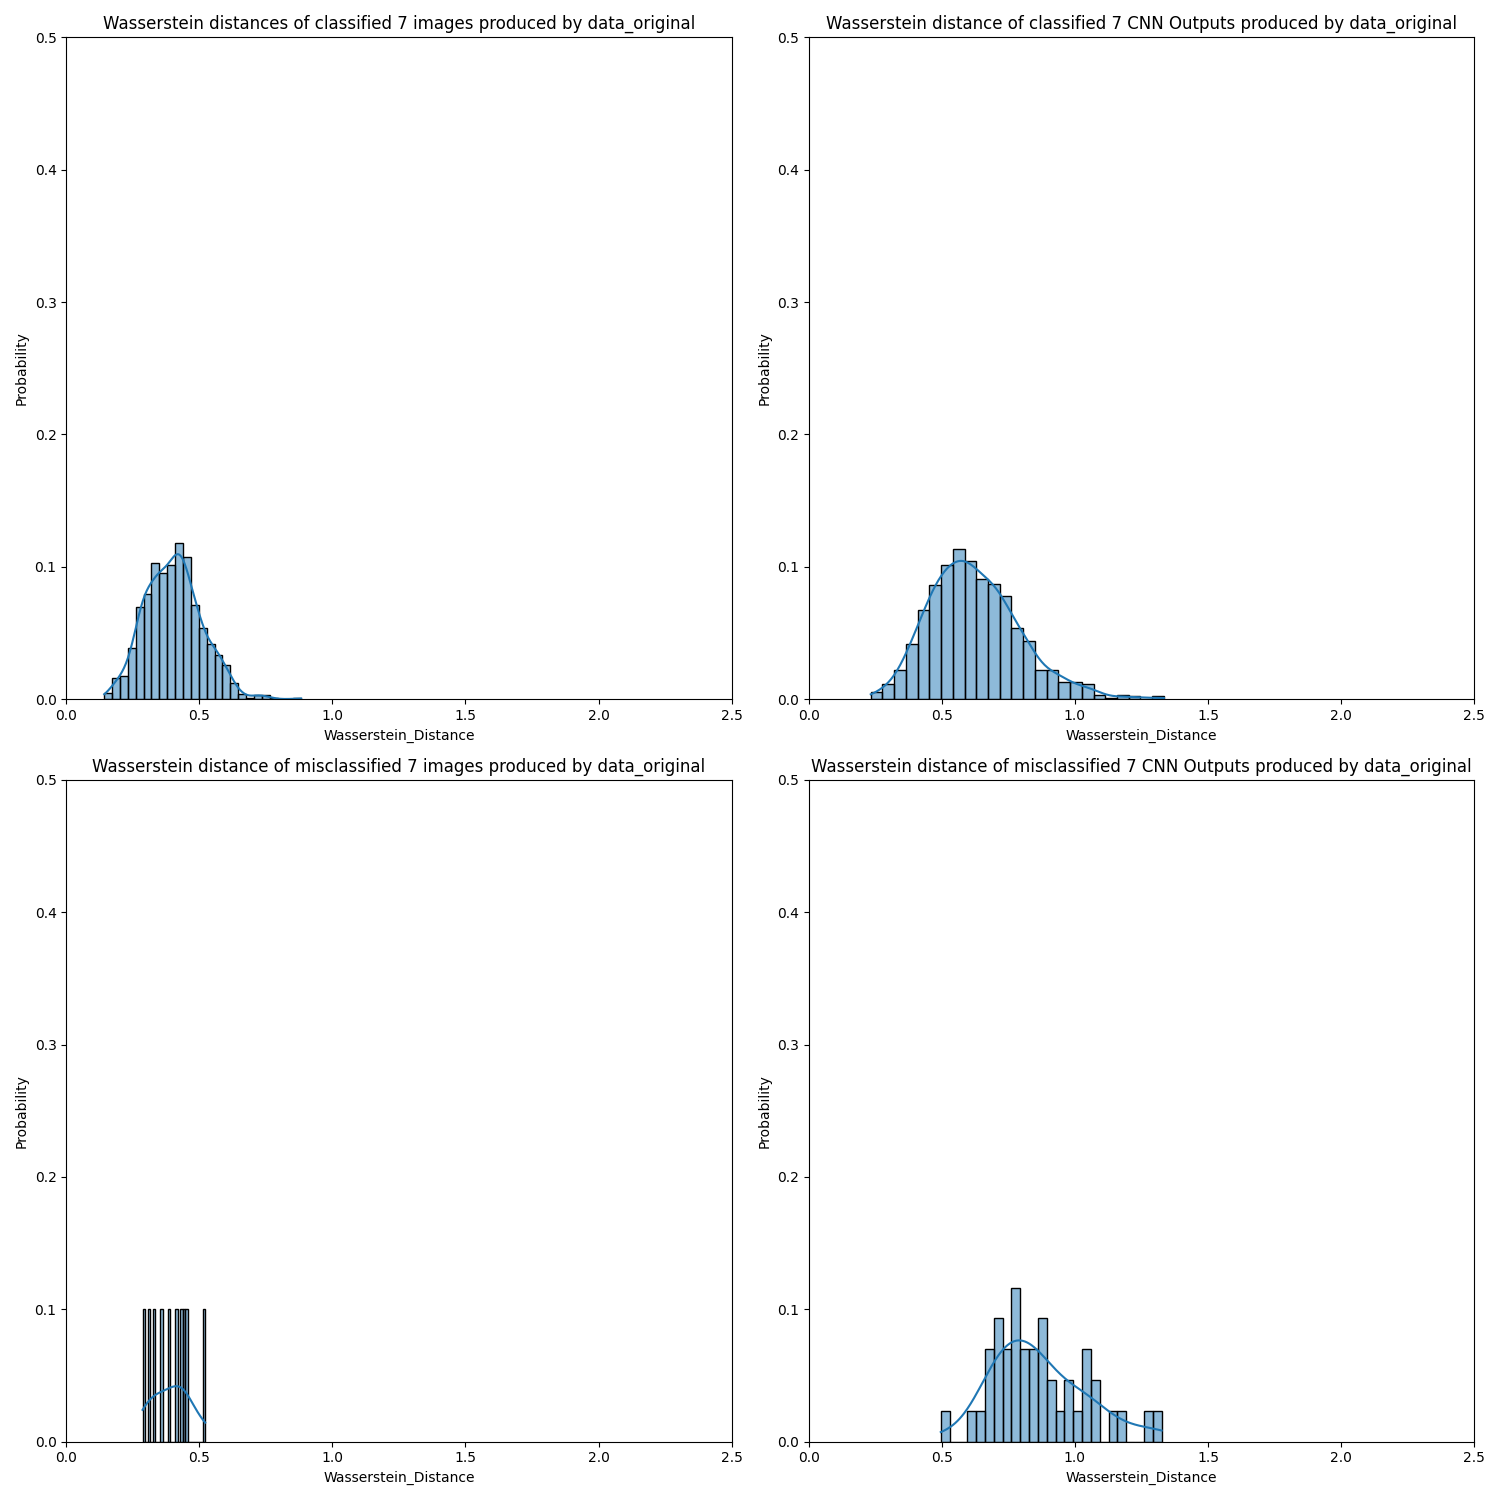 Wasserstein distances of classified 7 images produced by data_original
0.5
0.4
0.3
0.2
0.1
0.0
Probability
0.0 0.5 1.0 1.5 2.0 2.5
Wasserstein_Distance
Wasserstein distance of classified 7 CNN Outputs produced by data_original
0.5
0.4
0.3
0.2
0.1
0.0
Probability
0.0 0.5 1.0 1.5 2.0 2.5
Wasserstein_Distance
Wasserstein distance of misclassified 7 images produced by data_original
0.5
0.4
0.3
0.2
0.1
0.0
Probability
0.0 0.5 1.0 1.5 2.0 2.5
Wasserstein_Distance
Wasserstein distance of misclassified 7 CNN Outputs produced by data_original
0.5
0.4
0.3
0.2
0.1
0.0
Probability
0.0 0.5 1.0 1.5 2.0 2.5
Wasserstein_Distance